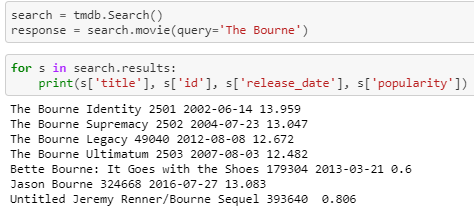 search = tmdb.Search()
response = search.movie(query='The Bourne')
for s in search.results:
    print(s['title'], s['id'], s['release_date'], s['popularity'])
The Bourne Identity 2501 2002-06-14 13.959
The Bourne Supremacy 2502 2004-07-23 13.047
The Bourne Legacy 49040 2012-08-08 12.672
The Bourne Ultimatum 2503 2007-08-03 12.482
Bette Bourne: It Goes with the Shoes 179304 2013-03-21 0.6
Jason Bourne 324668 2016-07-27 13.083
Untitled Jeremy Renner/Bourne Sequel 393640  0.806